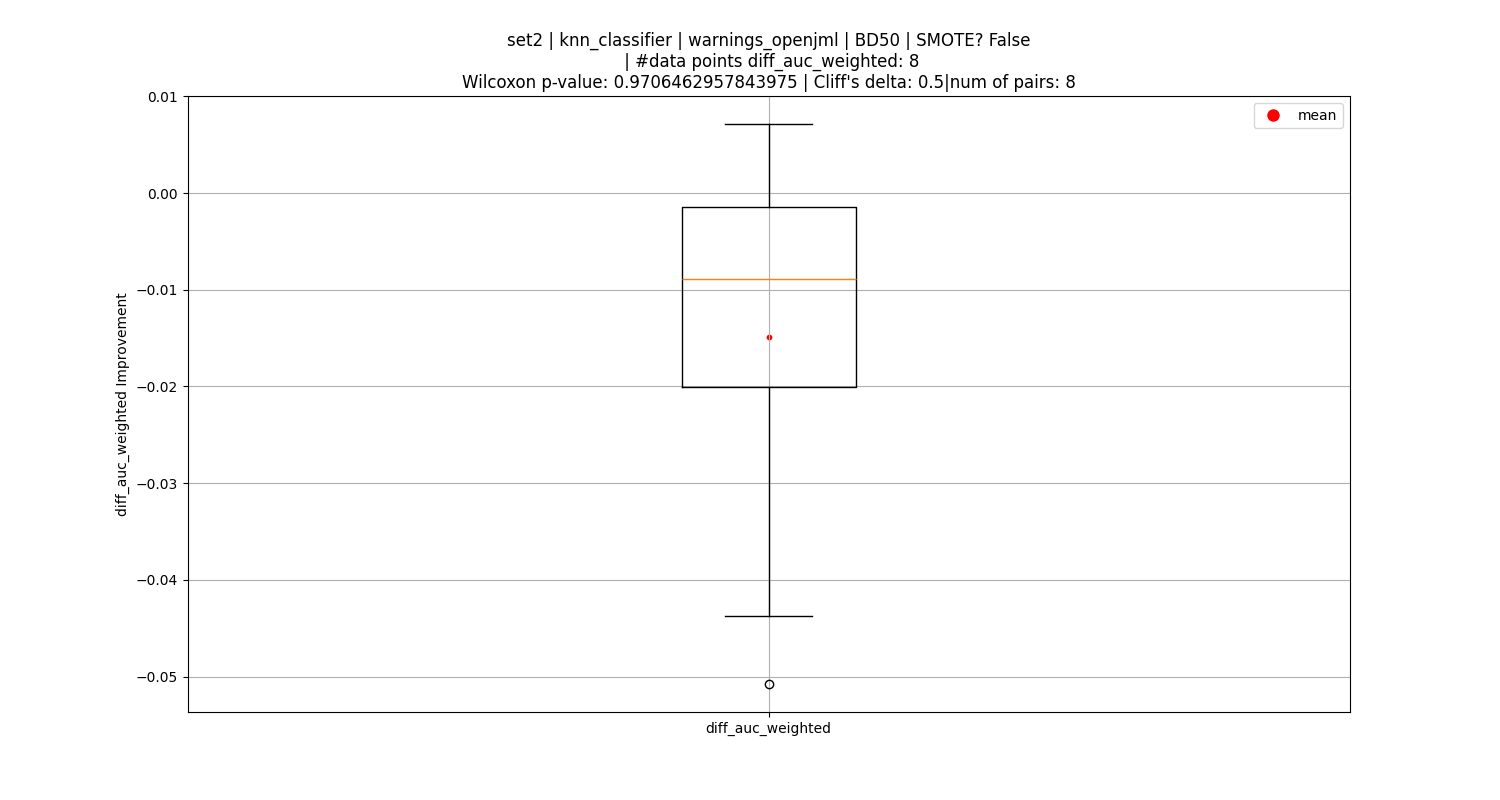 set2 | knn_classifier | warnings_openjml | BD50 | SMOTE? False
| #data points diff_auc_weighted: 8
Wilcoxon p-value: 0.9706462957843975 | Cliff's delta: 0.5|num of pairs: 8
mean
0.01
0.00
−0.01
−0.02
−0.03
−0.04
−0.05
diff_auc_weighted Improvement
diff_auc_weighted